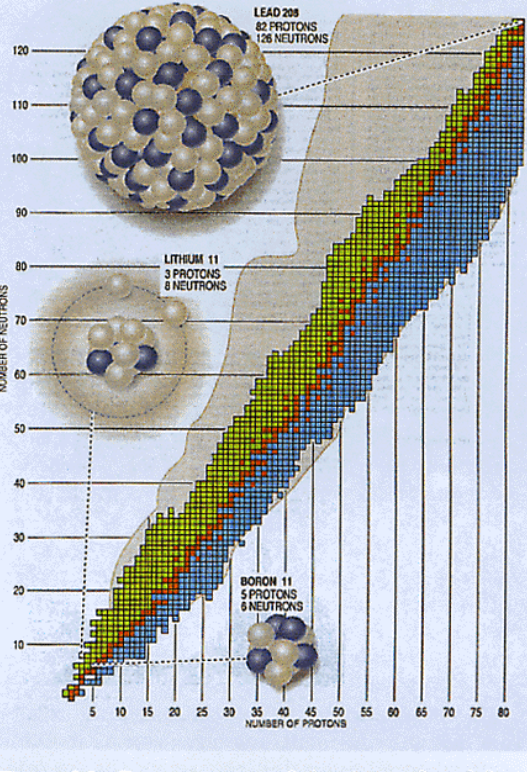 LEAD 208
82 PROTONS
126 NEUTRONS
120
110
100
90
80
LITHIUM 11
3 PROTONS
8 NEUTRONS
70
NUMBER OF NEUTRONS
60
50
40
30
20
BORON 11
5 PROTONS
6 NEUTRONS
10
5 10 15 20 25 30 35 40 45 50 55 60 65 70 75 80
NUMBER OF PROTONS